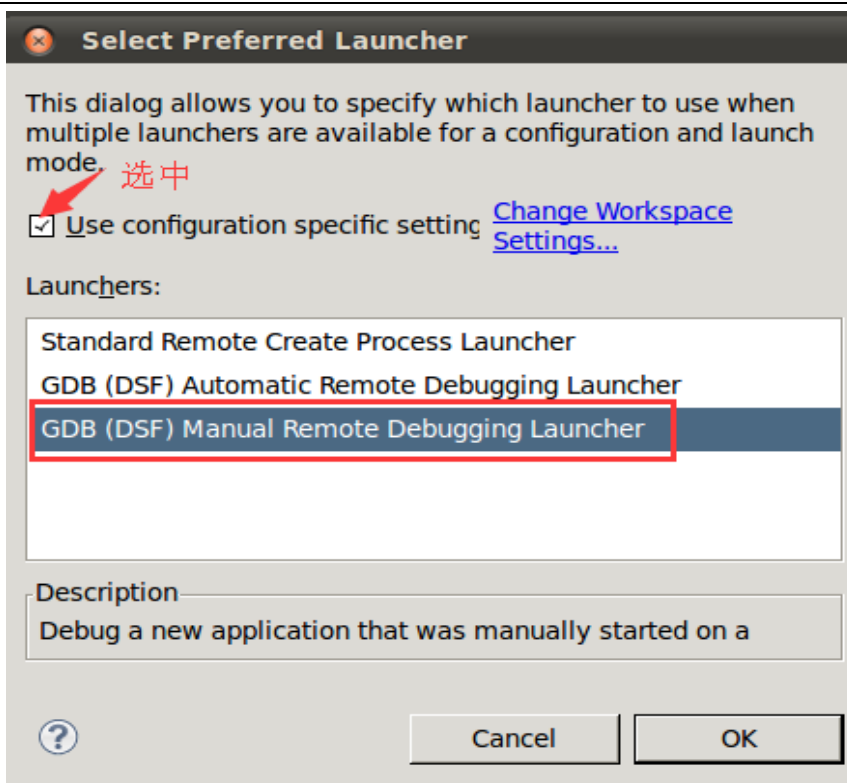 Select Preferred Launcher
This dialog allows you to specify which launcher to use when
multiple launchers are available for a configuration and launch
mode.
选中
Use configuration specific setting
Change Workspace
Settings...
Launchers:
Standard Remote Create Process Launcher
GDB (DSF) Automatic Remote Debugging Launcher
GDB (DSF) Manual Remote Debugging Launcher
Description
Debug a new application that was manually started on a
?
Cancel
OK